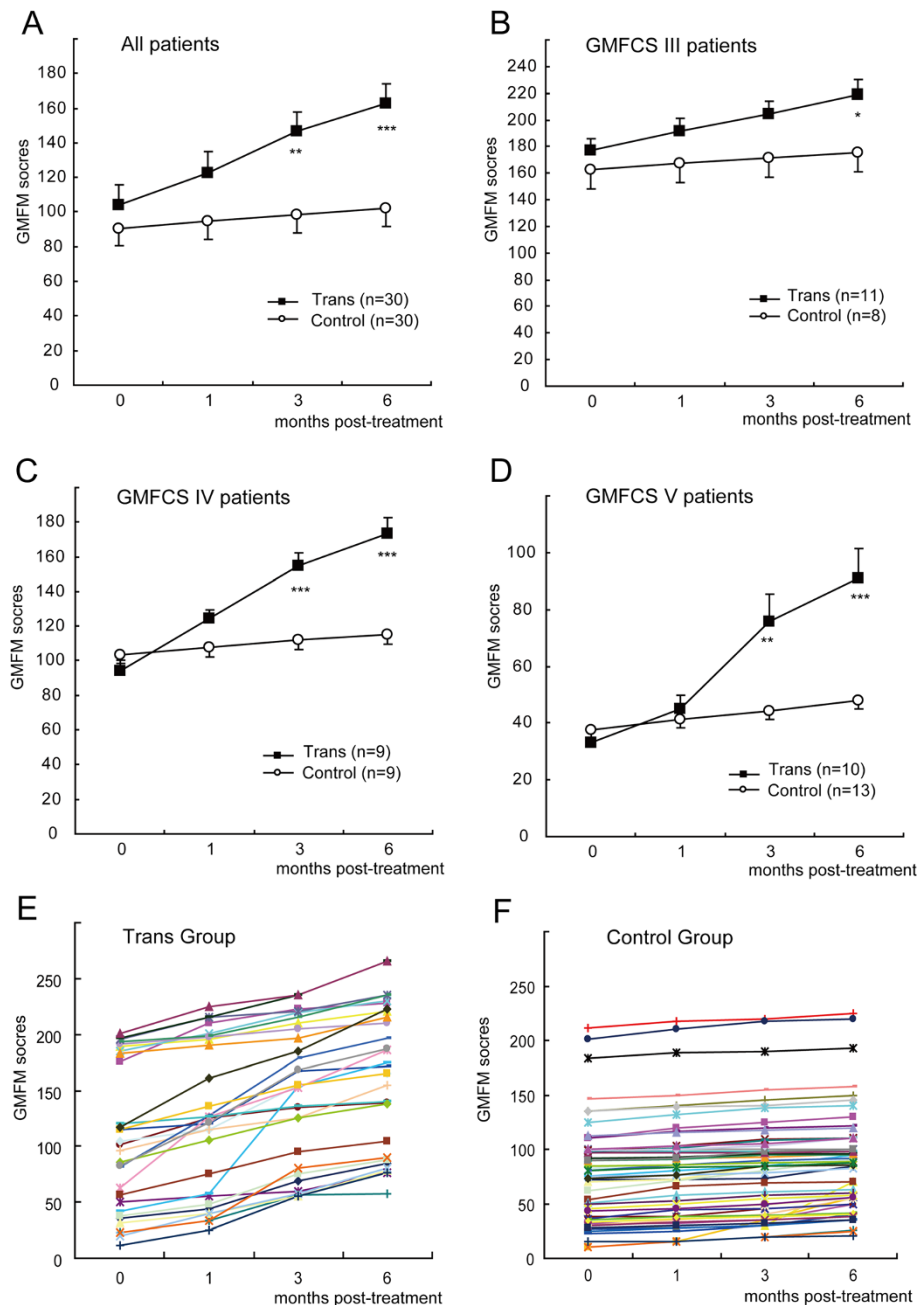 A
All patients
GMFM socres
180
160
140
120
100
80
60
40
20
0
**
***
Trans (n=30)
Control (n=30)
0 1 3 6
months post-treatment
B
GMFCS III patients
GMFM socres
240
220
200
180
160
140
120
100
80
60
40
20
0
*
Trans (n=11)
Control (n=8)
0 1 3 6
months post-treatment
C
GMFCS IV patients
GMFM socres
180
160
140
120
100
80
60
40
20
0
***
***
Trans (n=9)
Control (n=9)
0 1 3 6
months post-treatment
D
GMFCS V patients
GMFM socres
100
80
60
40
20
0
**
***
Trans (n=10)
Control (n=13)
0 1 3 6
months post-treatment
E
Trans Group
GMFM socres
250
200
150
100
50
0
0 1 3 6
months post-treatment
F
Control Group
GMFM socres
250
200
150
100
50
0
0 1 3 6
months post-treatment